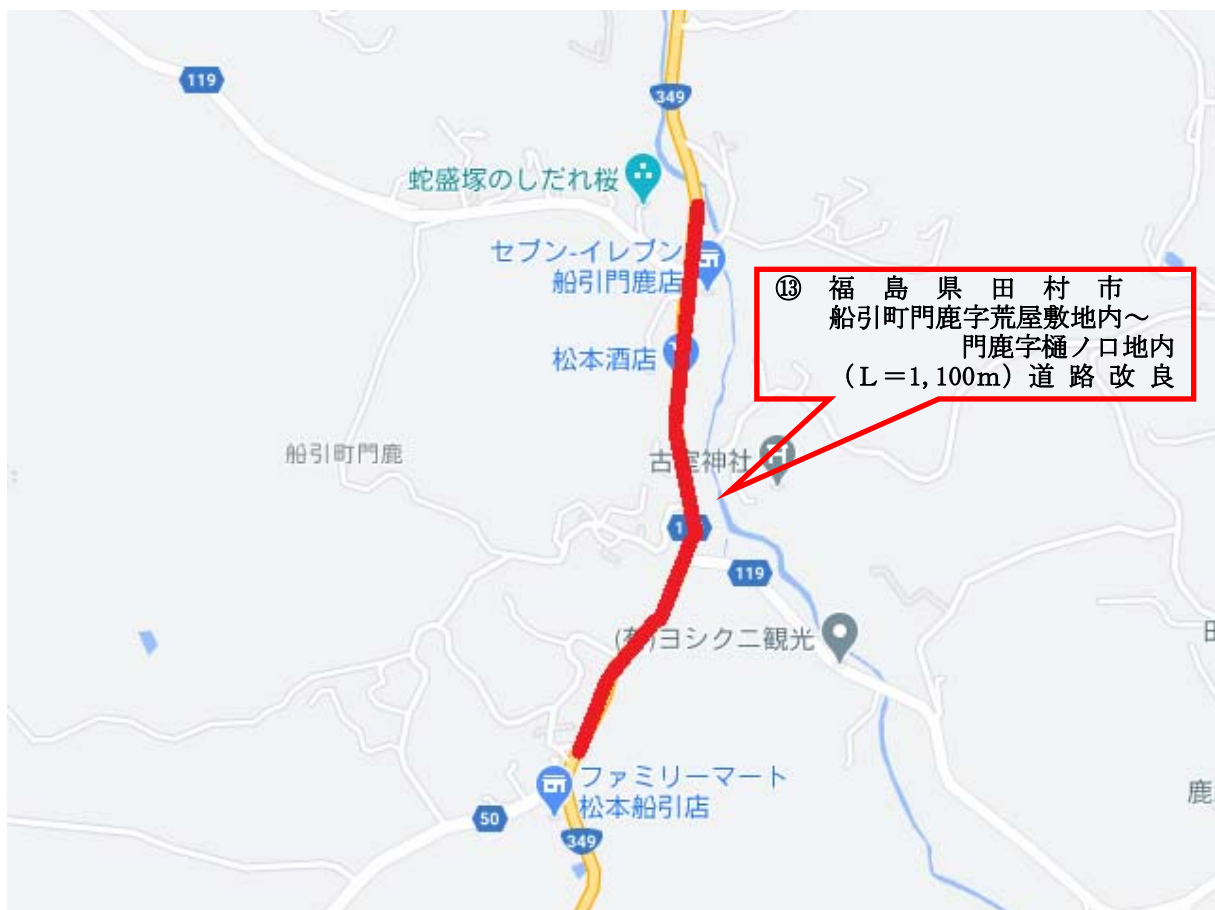 119
349
蛇盛塚のしだれ桜
セブン-イレブン
船引門鹿店
⑬ 福島県田村市
船引町門鹿字荒屋敷地内~
門鹿字樋ノ口地内
(L=1,100m)道路改良
松本酒店
船引町門鹿
神社
119
ヨシクニ観光
ファミリーマート
松本船引店
50
349
鹿